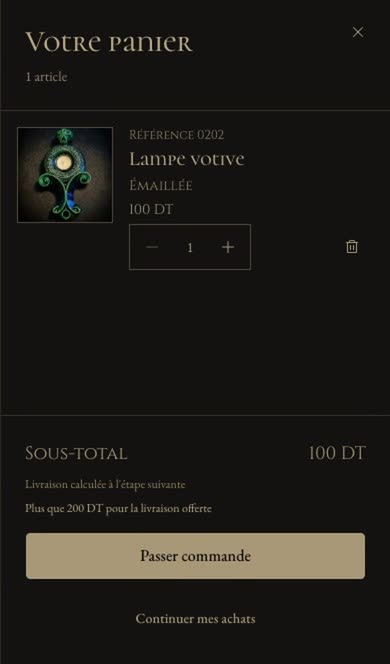 Votre panier
1 article
Référence 0202
Lampe votive
Émaillée
100 DT
1
Sous-total 100 DT
Livraison calculée à l'étape suivante
Plus que 200 DT pour la livraison offerte
Passer commande
Continuer mes achats